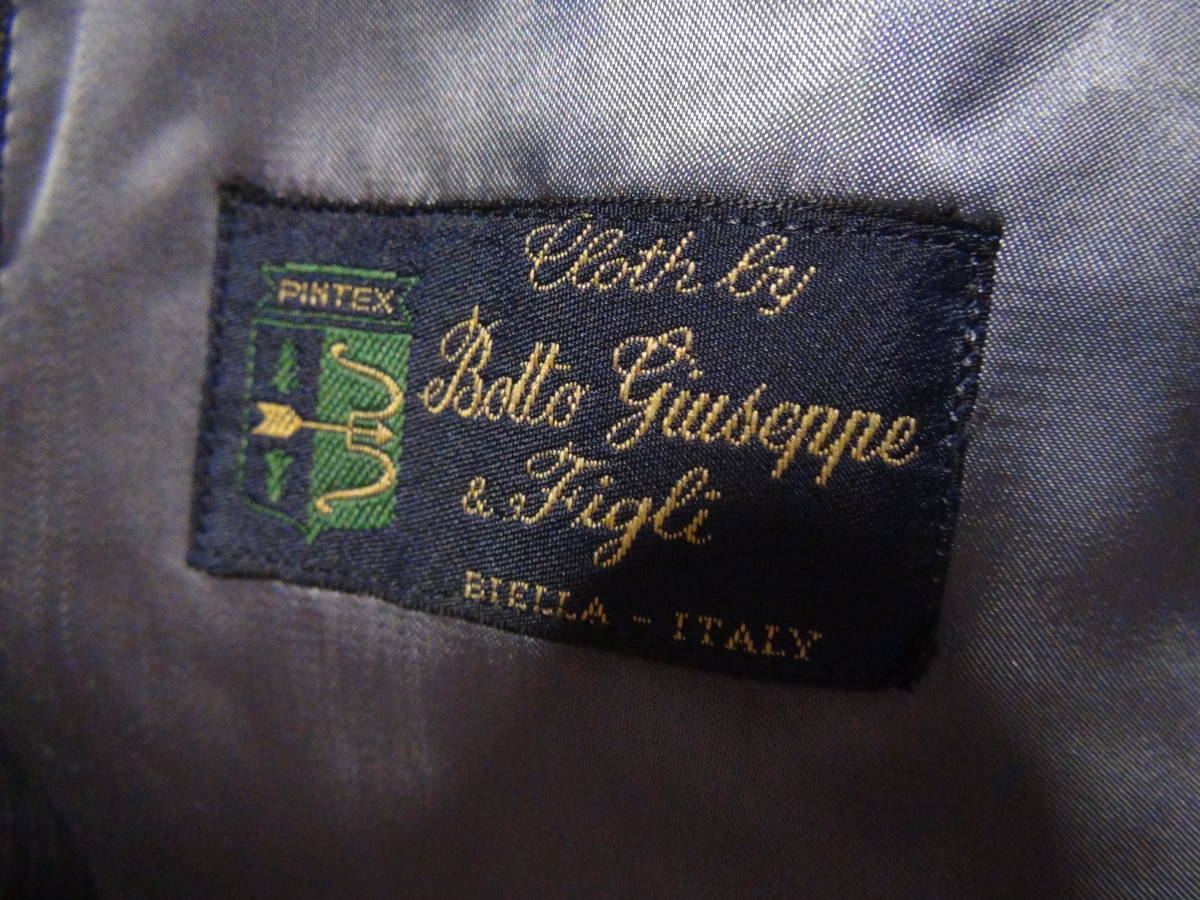 PINTEX
Cloth by
Botto Giuseppe
& Figli
BIELLA - ITALY